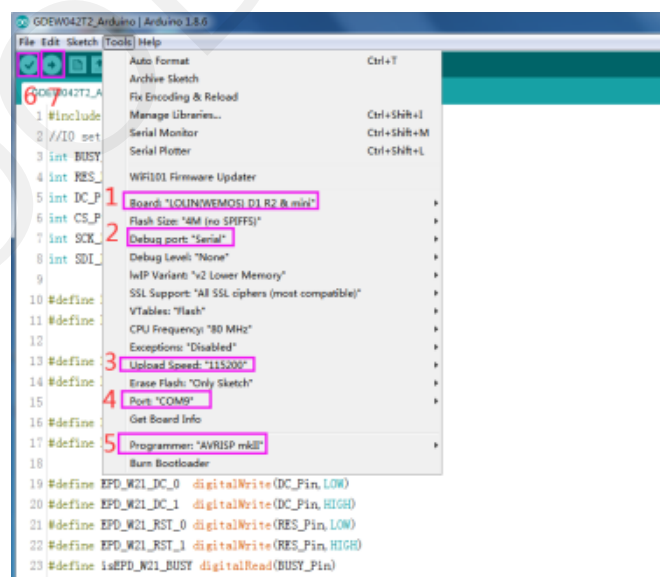 GDEW042T2_Arduino | Arduino 1.8.6
File Edit Sketch Tools Help
6 7
GDEW042T2_A
Auto Format Ctrl+T
Archive Sketch
Fix Encoding & Reload
Manage Libraries... Ctrl+Shift+I
Serial Monitor Ctrl+Shift+M
Serial Plotter Ctrl+Shift+L
WiFi101 Firmware Updater
1 Board: "LOLIN(WEMOS) D1 R2 & mini"
Flash Size: "4M (no SPIFFS)"
2 Debug port: "Serial"
Debug Level: "None"
lwIP Variant: "v2 Lower Memory"
SSL Support: "All SSL ciphers (most compatible)"
VTables: "Flash"
CPU Frequency: "80 MHz"
Exceptions: "Disabled"
3 Upload Speed: "115200"
Erase Flash: "Only Sketch"
4 Port: "COM9"
Get Board Info
5 Programmer: "AVRISP mkII"
Burn Bootloader
1 #include
2 //IO set
3 int BUSY_
4 int RES_
5 int DC_P
6 int CS_P
7 int SCK_
8 int SDI_
9
10 #define
11 #define
12
13 #define
14 #define
15
16 #define
17 #define
18
19 #define EPD_W21_DC_0 digitalWrite(DC_Pin,LOW)
20 #define EPD_W21_DC_1 digitalWrite(DC_Pin,HIGH)
21 #define EPD_W21_RST_0 digitalWrite(RES_Pin,LOW)
22 #define EPD_W21_RST_1 digitalWrite(RES_Pin,HIGH)
23 #define isEPD_W21_BUSY digitalRead(BUSY_Pin)